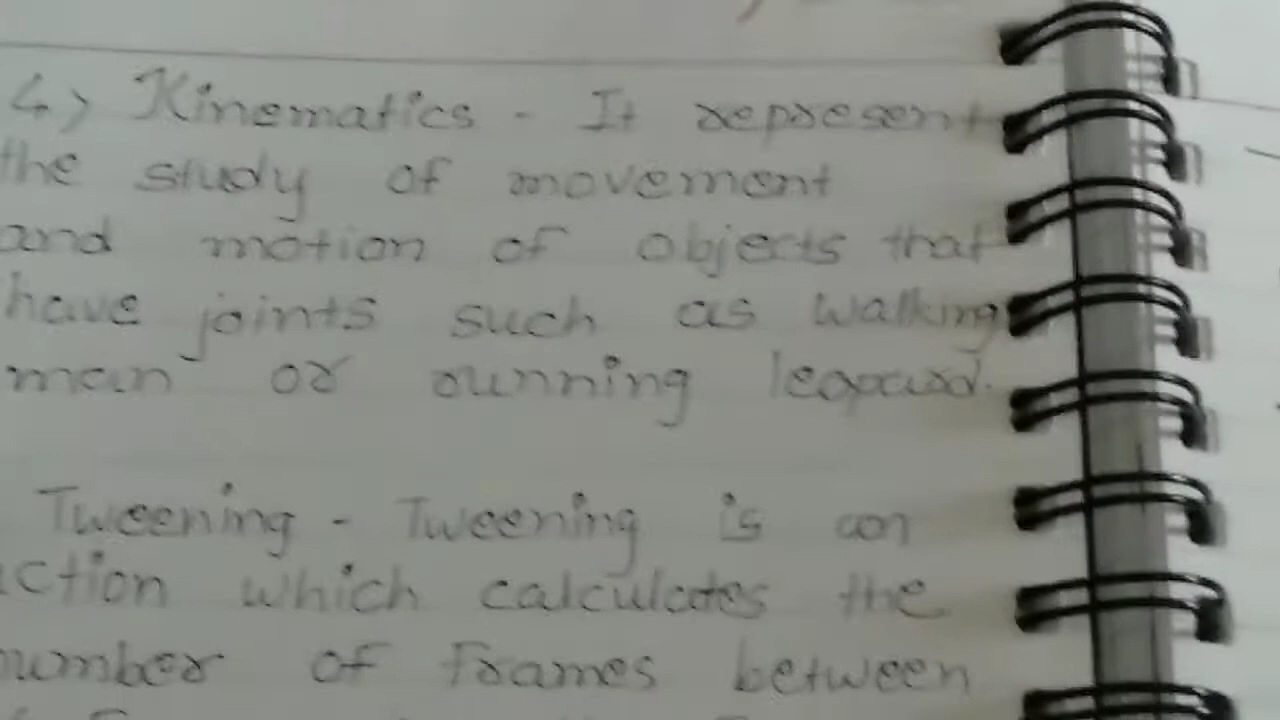 4) Kinematics - It represent
the study of movement
and motion of objects that
have joints such as walking
man or running leopard.
Tweening - Tweening is an
action which calculates the
number of Frames between